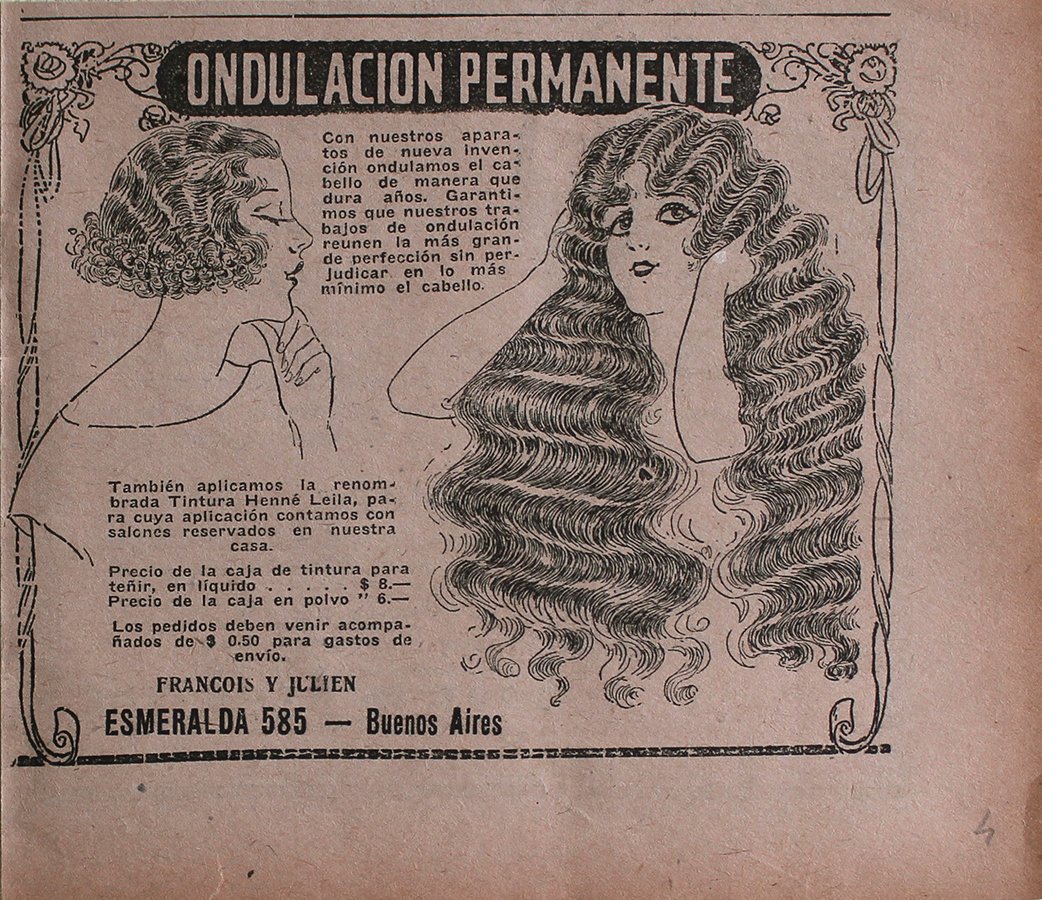 ONDULACION PERMANENTE
Con nuestros apara-
tos de nueva inven-
ción ondulamos el ca-
bello de manera que
dura años. Garanti-
mos que nuestros tra-
bajos de ondulación
reunen la más gran-
de perfección sin per-
judicar en lo más
mínimo el cabello.
También aplicamos la renom-
brada Tintura Henné Leila, pa-
ra cuya aplicación contamos con
salones reservados en nuestra
casa.
Precio de la caja de tintura para
teñir, en líquido . . . . . $ 8.—
Precio de la caja en polvo " 6.—
Los pedidos deben venir acompa-
ñados de $ 0.50 para gastos de
envío.
FRANCOIS Y JULIEN
ESMERALDA 585 — Buenos Aires
4